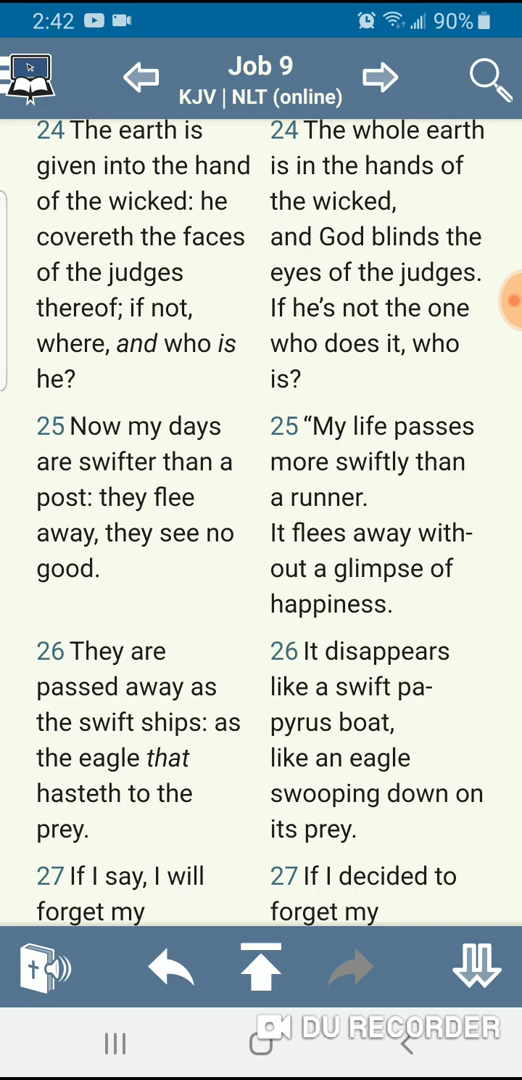 2:42
90%
Job 9
KJV | NLT (online)
24 The earth is
given into the hand
of the wicked: he
covereth the faces
of the judges
thereof; if not,
where, and who is
he?
25 Now my days
are swifter than a
post: they flee
away, they see no
good.
26 They are
passed away as
the swift ships: as
the eagle that
hasteth to the
prey.
27 If I say, I will
forget my
24 The whole earth
is in the hands of
the wicked,
and God blinds the
eyes of the judges.
If he’s not the one
who does it, who
is?
25 “My life passes
more swiftly than
a runner.
It flees away with-
out a glimpse of
happiness.
26 It disappears
like a swift pa-
pyrus boat,
like an eagle
swooping down on
its prey.
27 If I decided to
forget my
DU RECORDER